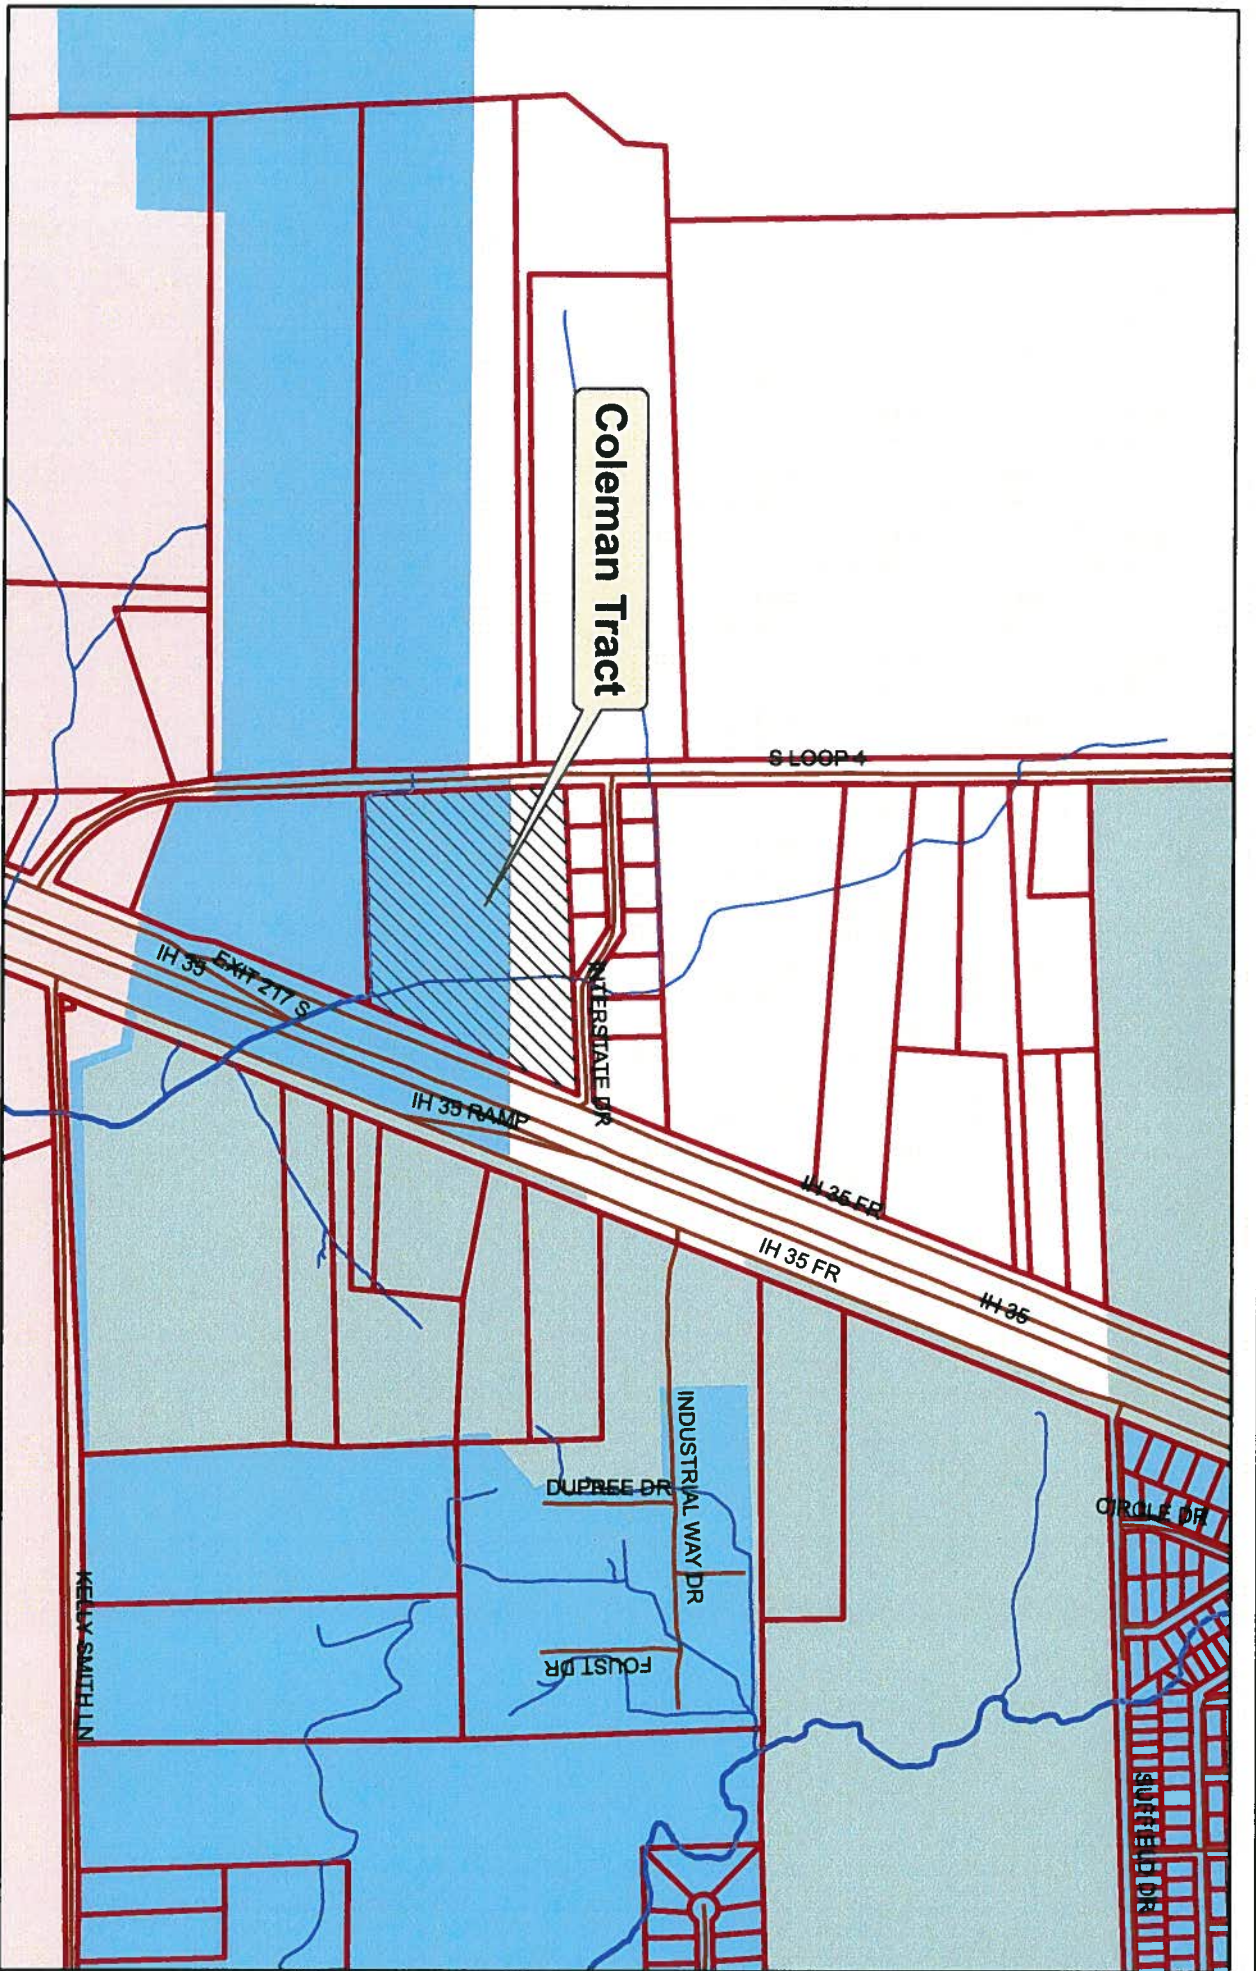 Coleman Tract
S LOOP 4
INTERSTATE DR
IH 35
EXIT 217 S
IH 35 RAMP
IH 35 FR
IH 35 FR
IH 35
INDUSTRIAL WAY DR
DUPREE DR
CIRCLE DR
FOUST DR
KELLY SMITH LN
SUFFIELD DR